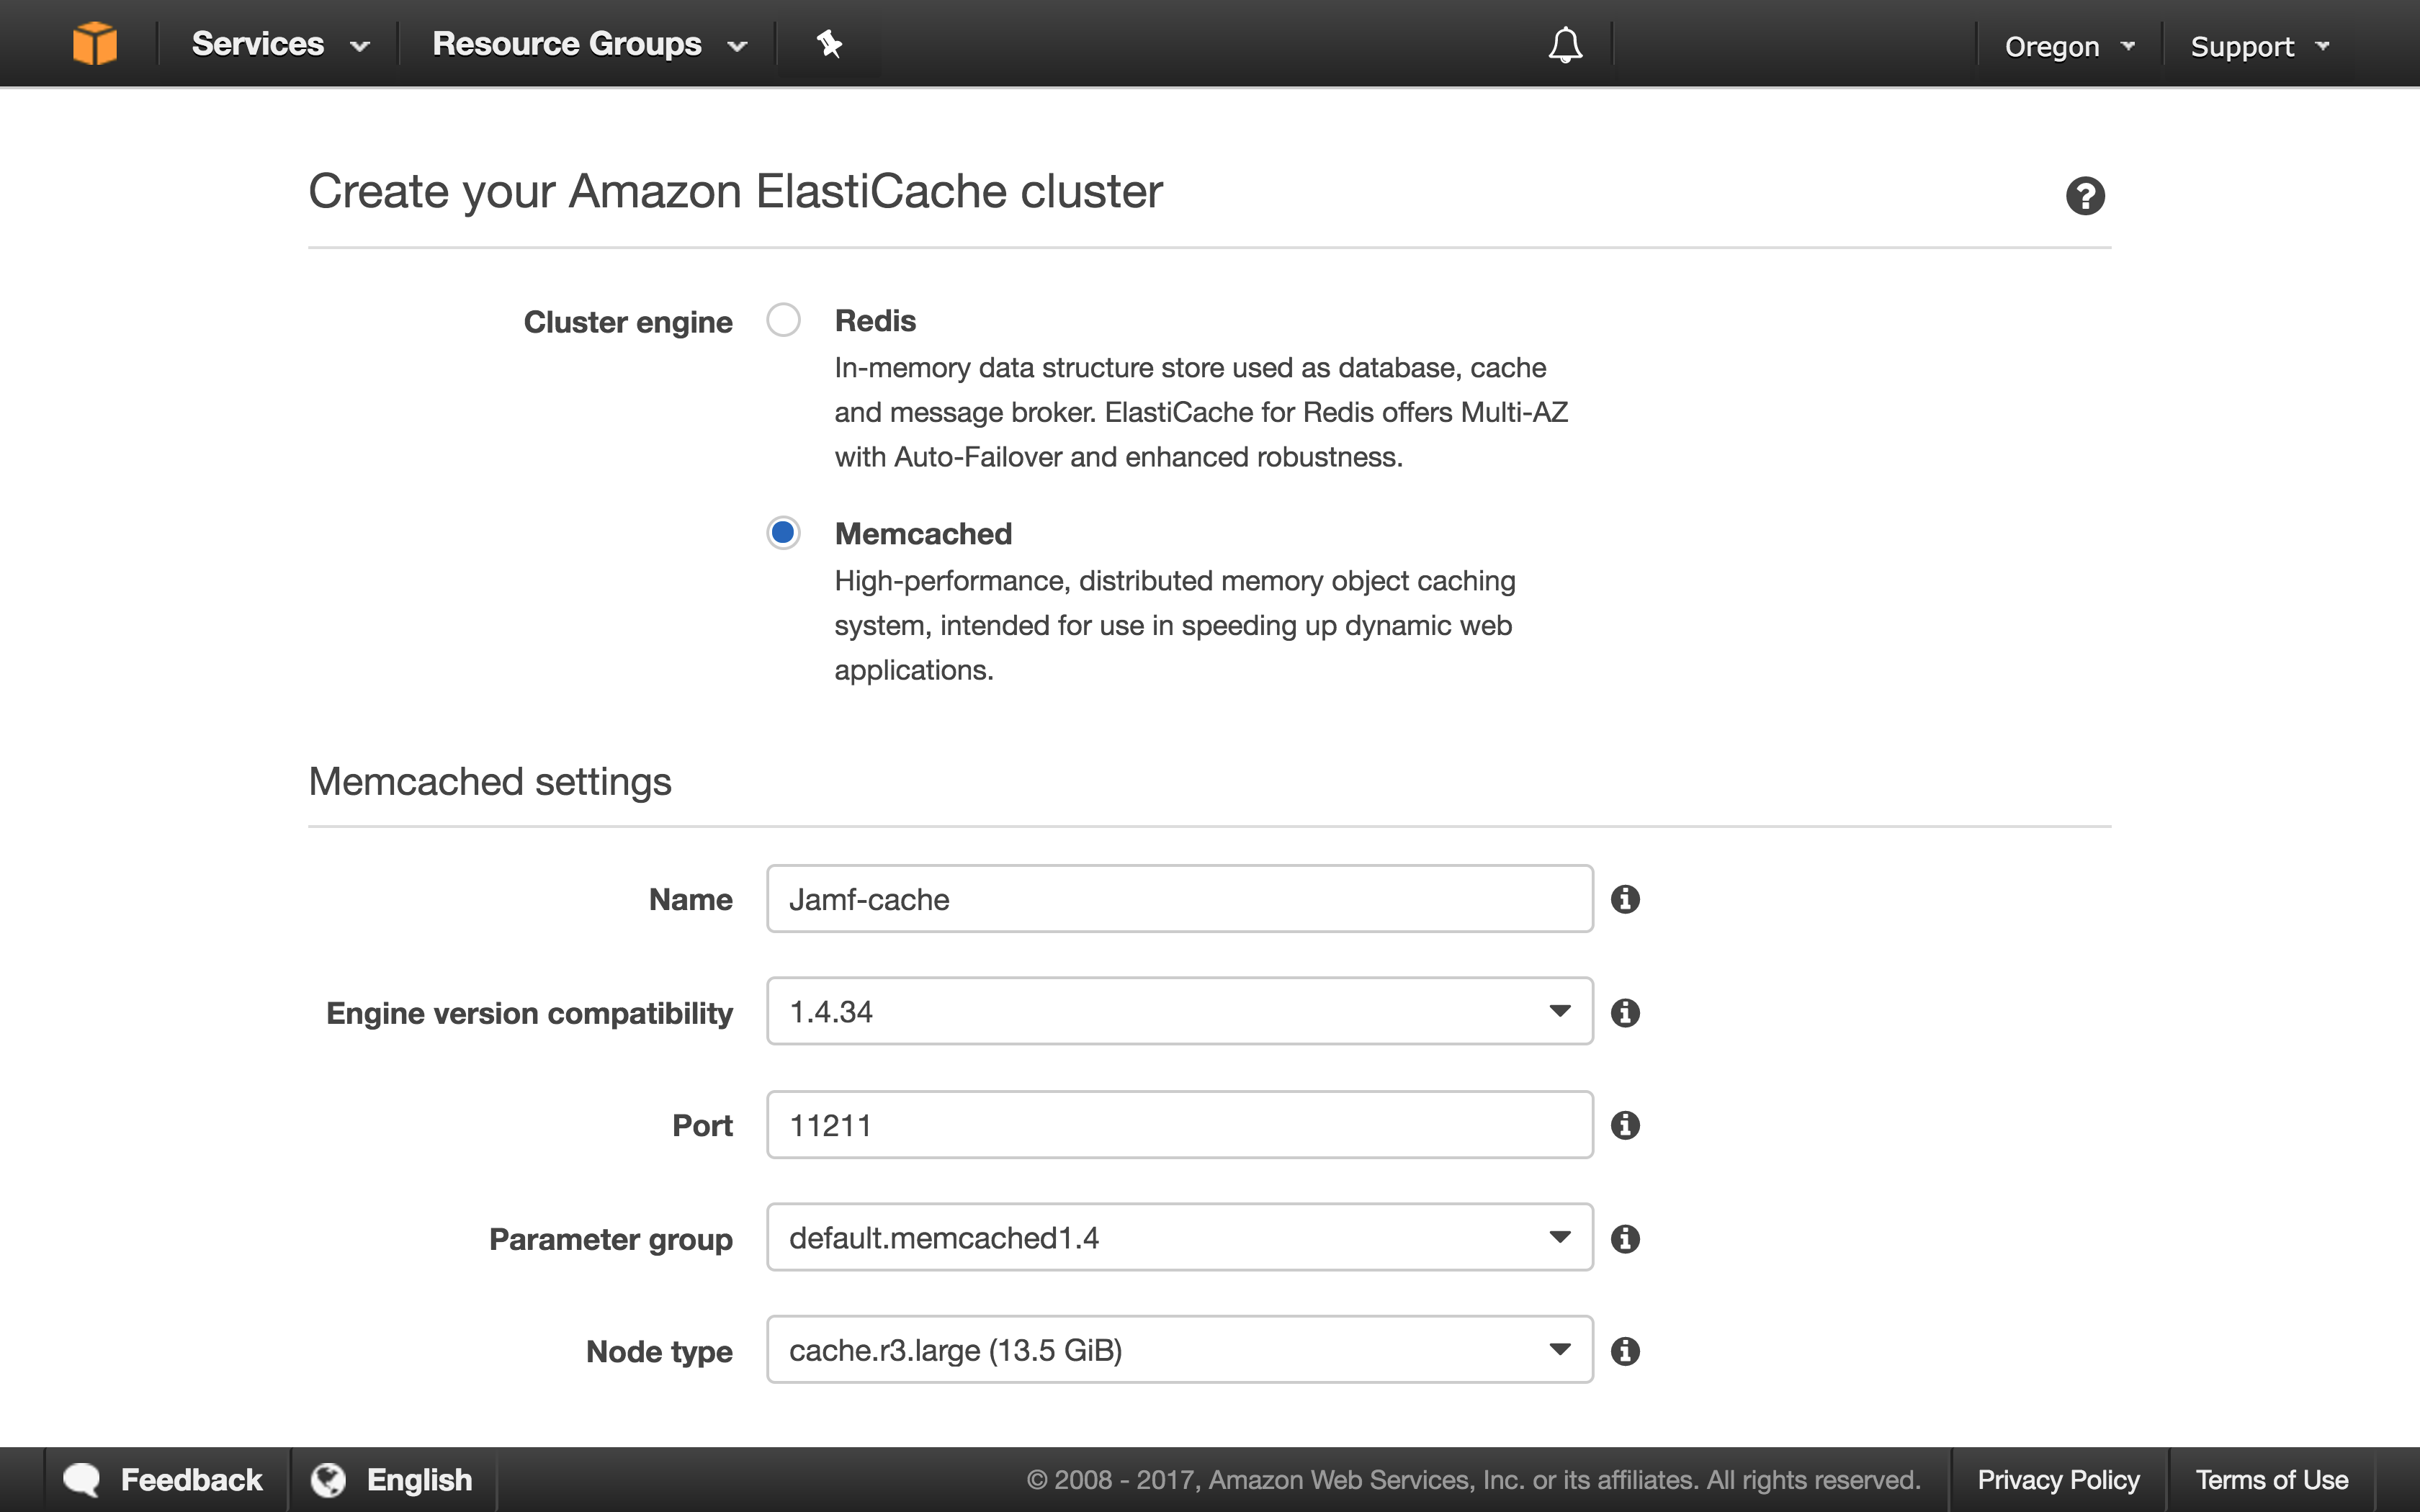 Services Resource Groups Oregon Support
Create your Amazon ElastiCache cluster
Cluster engine
Redis
In-memory data structure store used as database, cache
and message broker. ElastiCache for Redis offers Multi-AZ
with Auto-Failover and enhanced robustness.
Memcached
High-performance, distributed memory object caching
system, intended for use in speeding up dynamic web
applications.
Memcached settings
Name Jamf-cache
Engine version compatibility 1.4.34
Port 11211
Parameter group default.memcached1.4
Node type cache.r3.large (13.5 GiB)
Feedback English © 2008 - 2017, Amazon Web Services, Inc. or its affiliates. All rights reserved. Privacy Policy Terms of Use